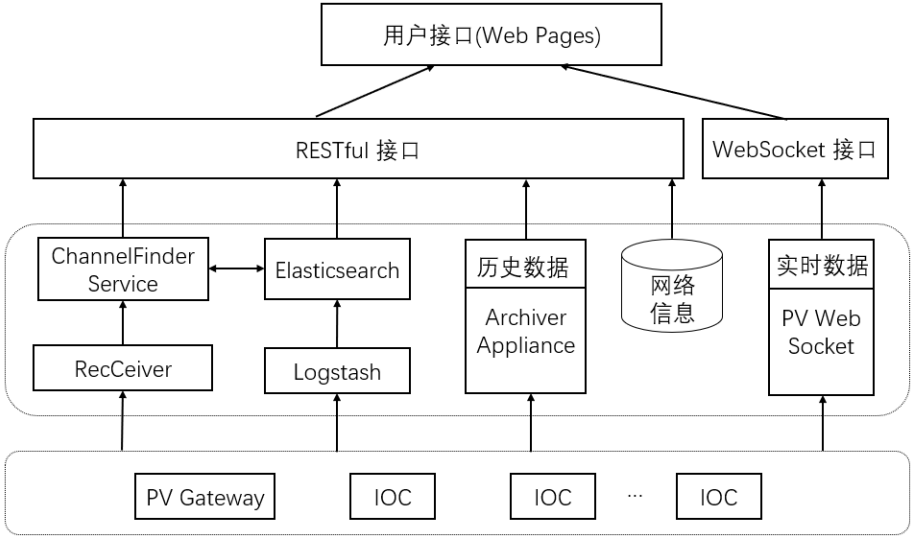 用户接口(Web Pages)
RESTful 接口
WebSocket 接口
ChannelFinder
Service
Elasticsearch
历史数据
Archiver
Appliance
网络
信息
实时数据
PV Web
Socket
RecCeiver
Logstash
PV Gateway
IOC
IOC
...
IOC